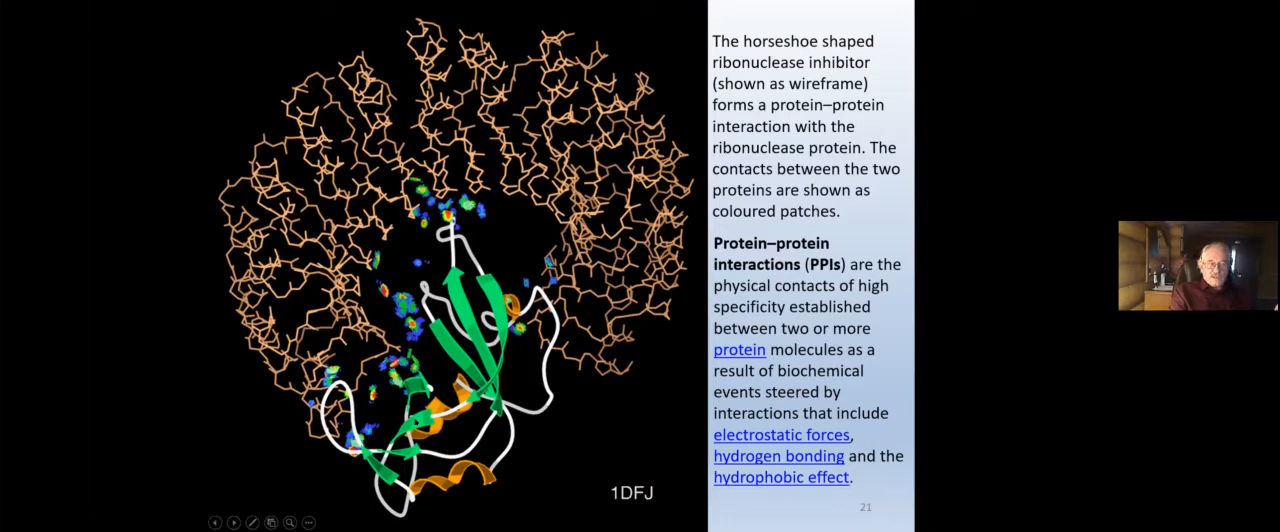 The horseshoe shaped
ribonuclease inhibitor
(shown as wireframe)
forms a protein–protein
interaction with the
ribonuclease protein. The
contacts between the two
proteins are shown as
coloured patches.
Protein–protein
interactions (PPIs) are the
physical contacts of high
specificity established
between two or more
protein molecules as a
result of biochemical
events steered by
interactions that include
electrostatic forces,
hydrogen bonding and the
hydrophobic effect.
1DFJ
21